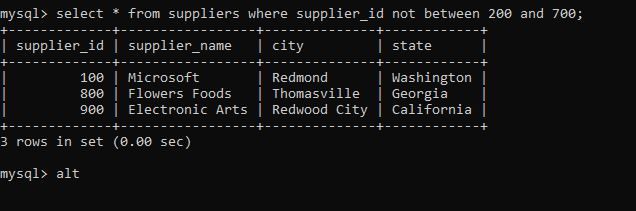 mysql> select * from suppliers where supplier_id not between 200 and 700;
+-------------+-----------------+--------------+------------+
| supplier_id | supplier_name   | city         | state      |
+-------------+-----------------+--------------+------------+
|         100 | Microsoft       | Redmond      | Washington |
|         800 | Flowers Foods   | Thomasville  | Georgia    |
|         900 | Electronic Arts | Redwood City | California |
+-------------+-----------------+--------------+------------+
3 rows in set (0.00 sec)
mysql> alt